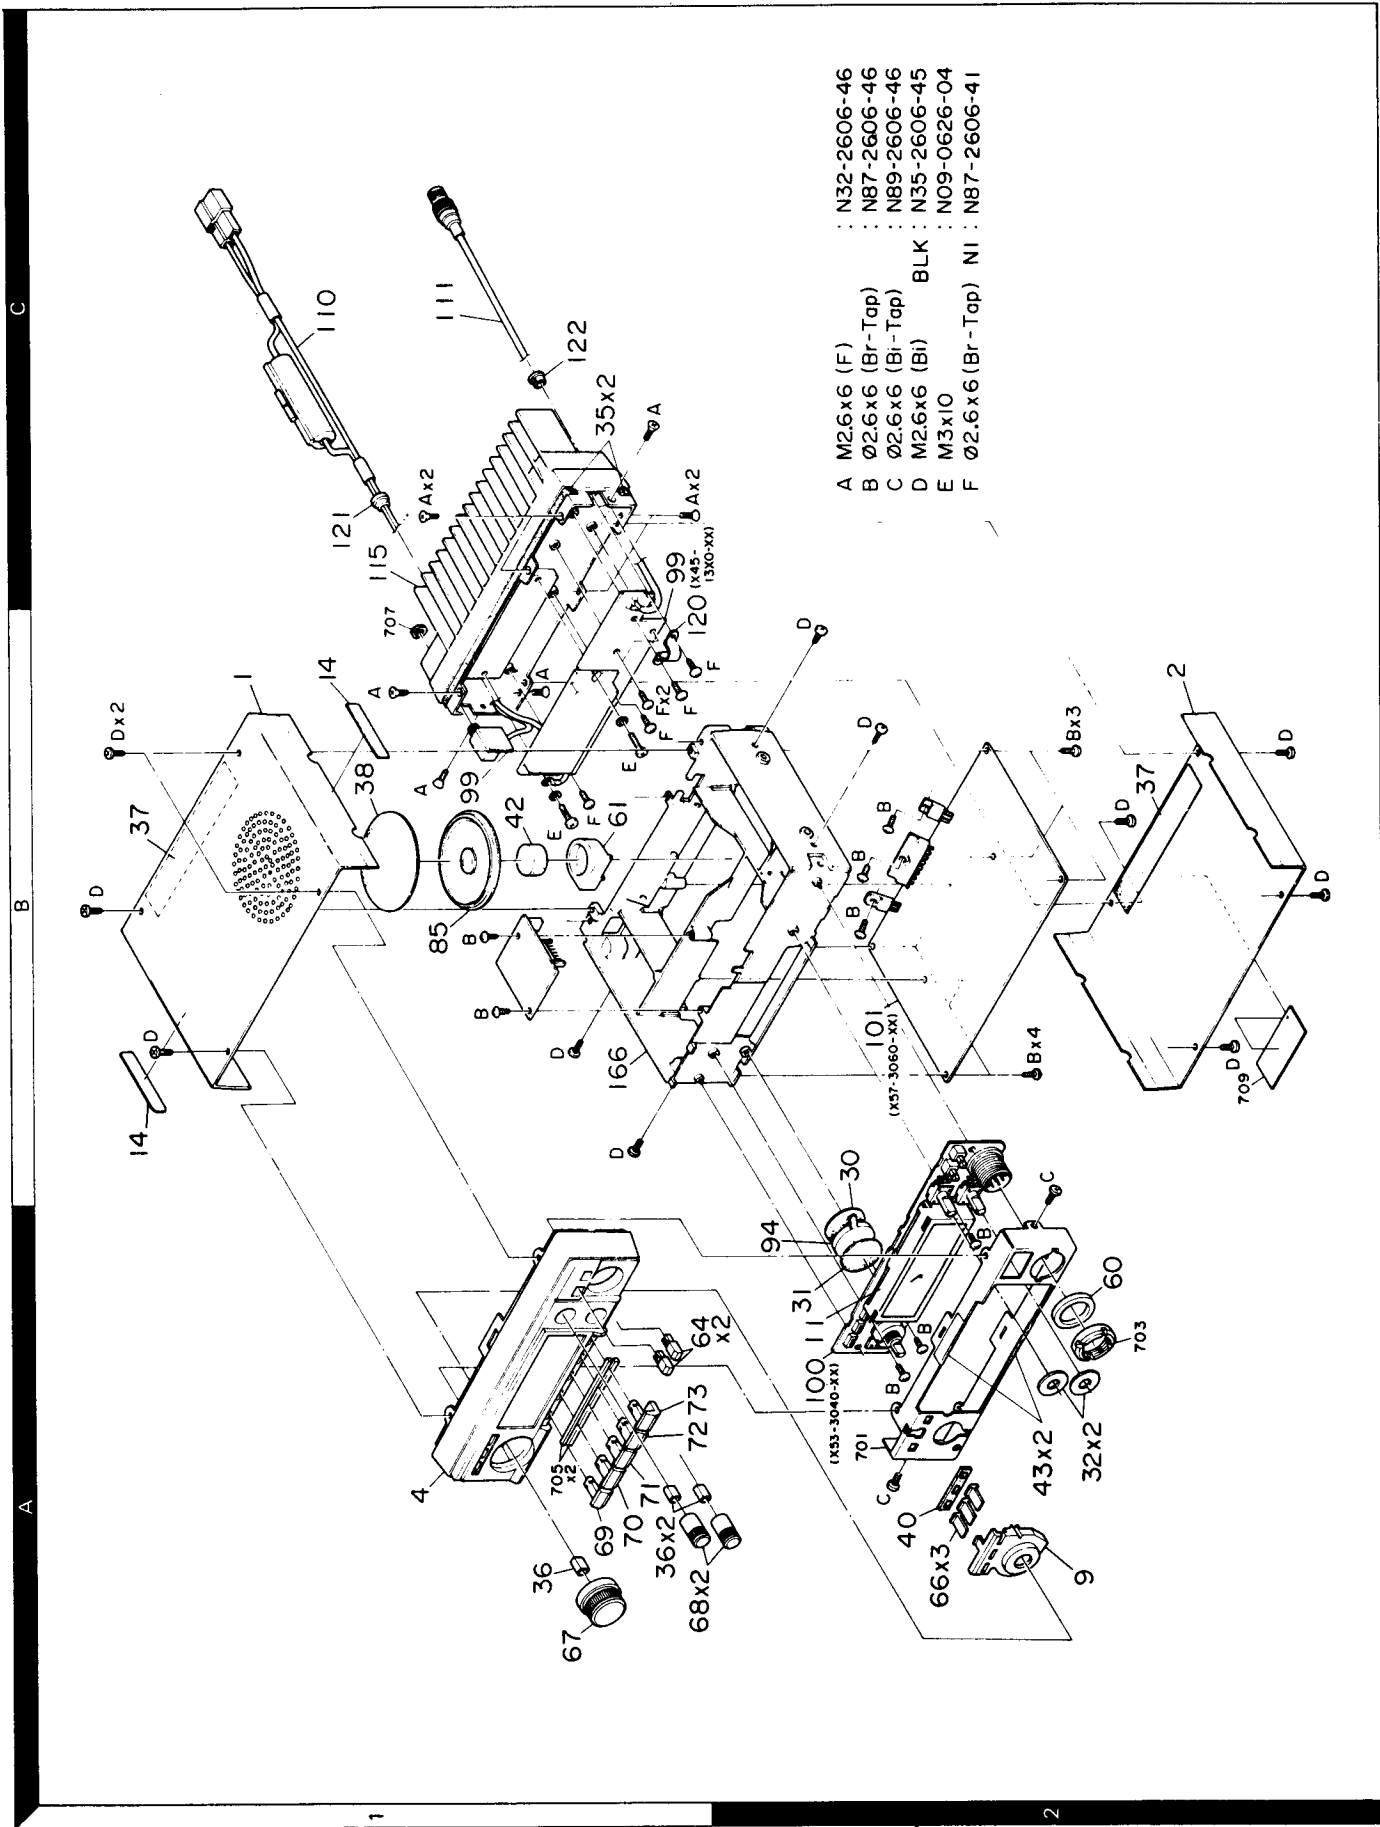 A
B
C
1
2
A M2.6x6 (F) : N32-2606-46
B Ø2.6x6 (Br-Tap) : N87-2606-46
C Ø2.6x6 (Bi-Tap) : N89-2606-46
D M2.6x6 (Bi) BLK : N35-2606-45
E M3x10 : N09-0626-04
F Ø2.6x6 (Br-Tap) NI : N87-2606-41
110
111
122
121
115
707
35x2
A
Ax2
Ax2
99
(X45-
13X0-XX)
120
F
F
Fx2
F
F
E
E
A
A
A
99
1
14
Dx2
37
38
D
42
61
85
14
D
B
B
D
166
D
D
D
101
(X57-3060-XX)
B
B
B
Bx3
Bx4
2
37
D
D
D
D
709
4
705
x2
64
x2
72
73
71
70
69
36x2
68x2
36
67
30
94
31
11
100
(X53-3040-XX)
701
B
B
B
C
C
60
703
32x2
43x2
40
66x3
9